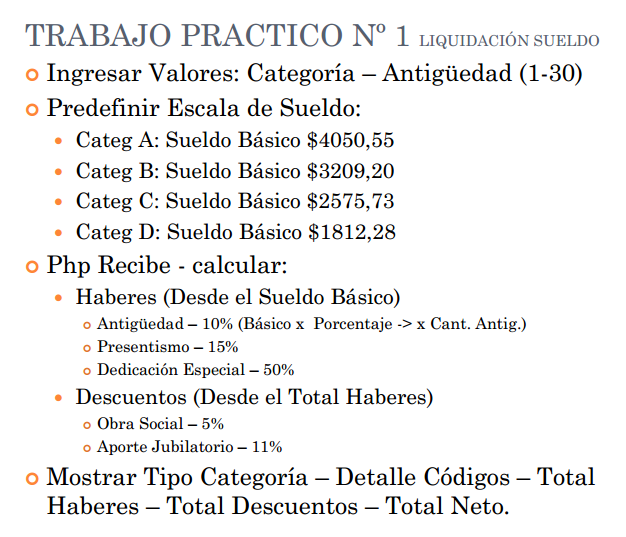 TRABAJO PRACTICO Nº 1 LIQUIDACIÓN SUELDO
Ingresar Valores: Categoría – Antigüedad (1-30)
Predefinir Escala de Sueldo:
Categ A: Sueldo Básico $4050,55
Categ B: Sueldo Básico $3209,20
Categ C: Sueldo Básico $2575,73
Categ D: Sueldo Básico $1812,28
Php Recibe - calcular:
Haberes (Desde el Sueldo Básico)
Antigüedad – 10% (Básico x Porcentaje -> x Cant. Antig.)
Presentismo – 15%
Dedicación Especial – 50%
Descuentos (Desde el Total Haberes)
Obra Social – 5%
Aporte Jubilatorio – 11%
Mostrar Tipo Categoría – Detalle Códigos – Total
Haberes – Total Descuentos – Total Neto.